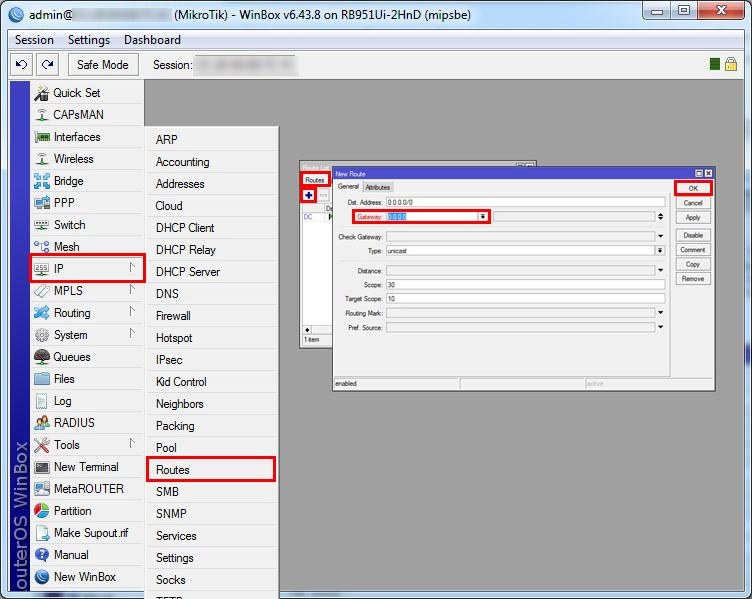 admin@ (MikroTik) - WinBox v6.43.8 on RB951Ui-2HnD (mipsbe)
Session Settings Dashboard
Safe Mode Session:
Quick Set
CAPsMAN
Interfaces
Wireless
Bridge
PPP
Switch
Mesh
IP
MPLS
Routing
System
Queues
Files
Log
RADIUS
Tools
New Terminal
MetaROUTER
Partition
Make Supout.rif
Manual
New WinBox
outerOS WinBox
ARP
Accounting
Addresses
Cloud
DHCP Client
DHCP Relay
DHCP Server
DNS
Firewall
Hotspot
IPsec
Kid Control
Neighbors
Packing
Pool
Routes
SMB
SNMP
Services
Settings
Socks
TFTP
Route List
Routes
DC
1 item
New Route
General Attributes
Dst. Address: 0.0.0.0/0
Gateway: 0.0.0.0
Check Gateway:
Type: unicast
Distance:
Scope: 30
Target Scope: 10
Routing Mark:
Pref. Source:
OK
Cancel
Apply
Disable
Comment
Copy
Remove
enabled active